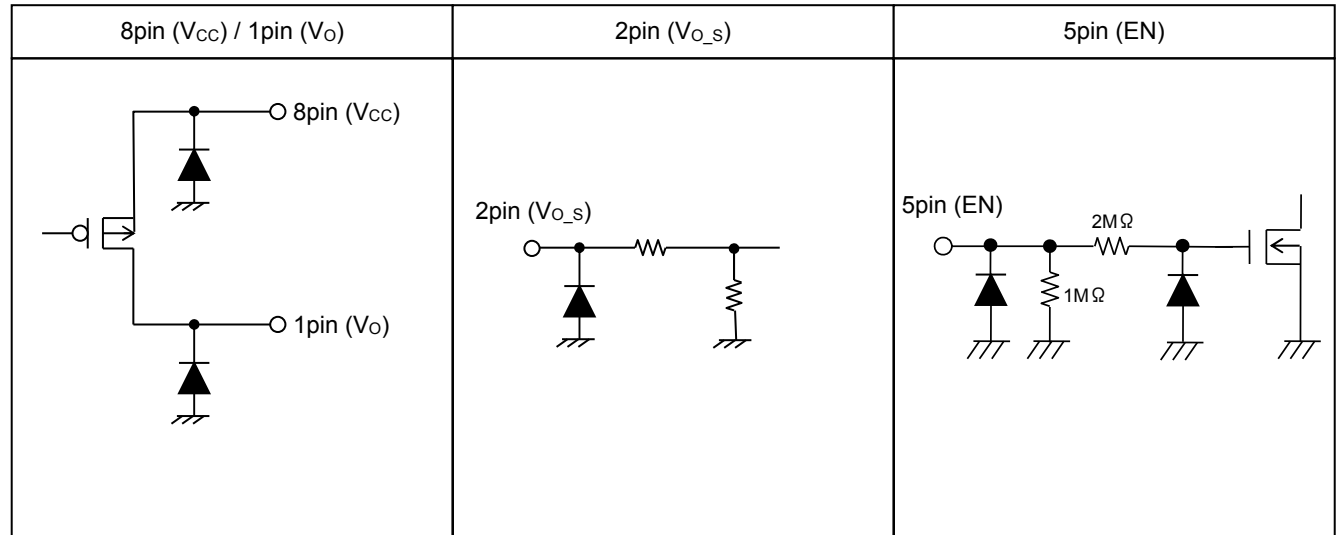 8pin (VCC) / 1pin (VO)
2pin (VO_S)
5pin (EN)
8pin (VCC)
1pin (VO)
2pin (VO_S)
5pin (EN)
2MΩ
1MΩ